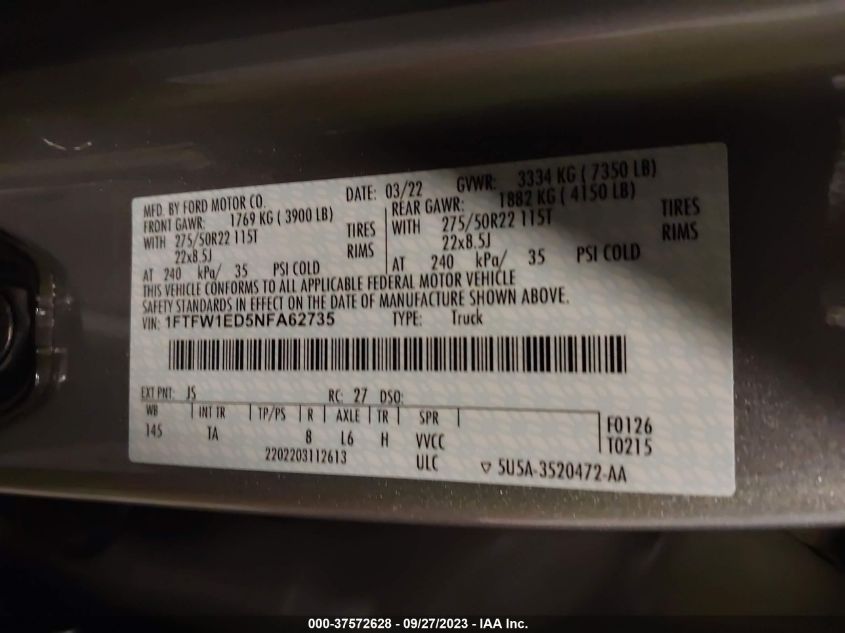 MFD. BY FORD MOTOR CO. DATE: 03/22 GVWR: 3334 KG ( 7350 LB)
FRONT GAWR: 1769 KG ( 3900 LB) REAR GAWR: 1882 KG ( 4150 LB)
WITH 275/50R22 115T TIRES WITH 275/50R22 115T TIRES
22x8.5J RIMS 22x8.5J RIMS
AT 240 kPa/ 35 PSI COLD AT 240 kPa/ 35 PSI COLD
THIS VEHICLE CONFORMS TO ALL APPLICABLE FEDERAL MOTOR VEHICLE
SAFETY STANDARDS IN EFFECT ON THE DATE OF MANUFACTURE SHOWN ABOVE.
VIN: 1FTFW1ED5NFA62735 TYPE: Truck
EXT PNT: JS RC: 27 DSO:
WB INT TR TP/PS R AXLE TR SPR F0126
145 TA 8 L6 H VVCC T0215
2202203112613 ULC 5U5A-3520472-AA
000-37572628 - 09/27/2023 - IAA Inc.